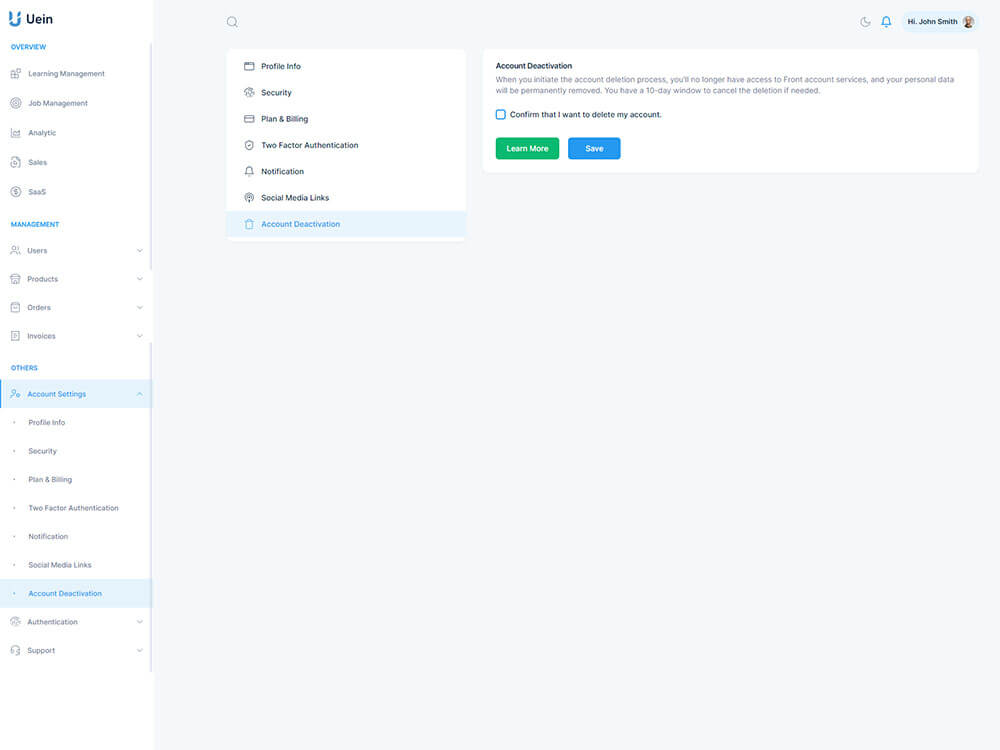 Uein
OVERVIEW
Learning Management
Job Management
Analytic
Sales
SaaS
MANAGEMENT
Users
Products
Orders
Invoices
OTHERS
Account Settings
Profile Info
Security
Plan & Billing
Two Factor Authentication
Notification
Social Media Links
Account Deactivation
Authentication
Support
Hi, John Smith
Profile Info
Security
Plan & Billing
Two Factor Authentication
Notification
Social Media Links
Account Deactivation
Account Deactivation
When you initiate the account deletion process, you'll no longer have access to Front account services, and your personal data
will be permanently removed. You have a 10-day window to cancel the deletion if needed.
Confirm that I want to delete my account.
Learn More
Save